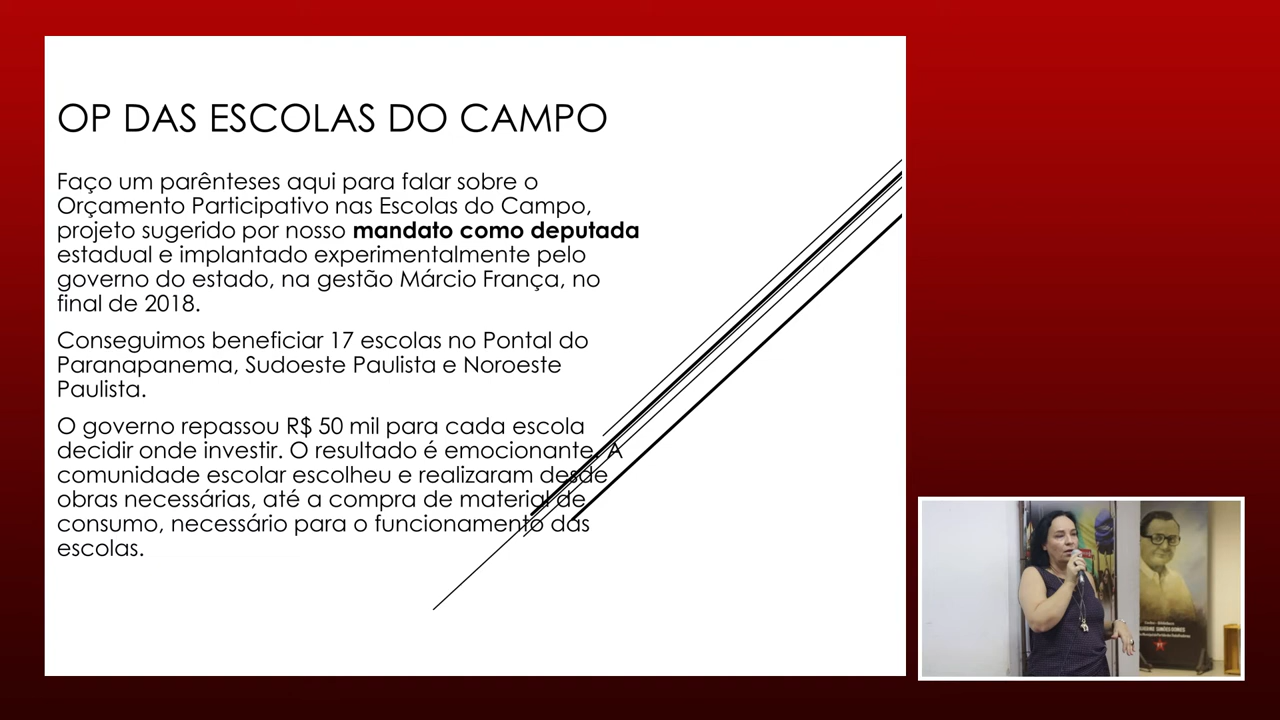 OP DAS ESCOLAS DO CAMPO
Faço um parênteses aqui para falar sobre o
Orçamento Participativo nas Escolas do Campo,
projeto sugerido por nosso mandato como deputada
estadual e implantado experimentalmente pelo
governo do estado, na gestão Márcio França, no
final de 2018.
Conseguimos beneficiar 17 escolas no Pontal do
Paranapanema, Sudoeste Paulista e Noroeste
Paulista.
O governo repassou R$ 50 mil para cada escola
decidir onde investir. O resultado é emocionante. A
comunidade escolar escolheu e realizaram desde
obras necessárias, até a compra de material de
consumo, necessário para o funcionamento das
escolas.